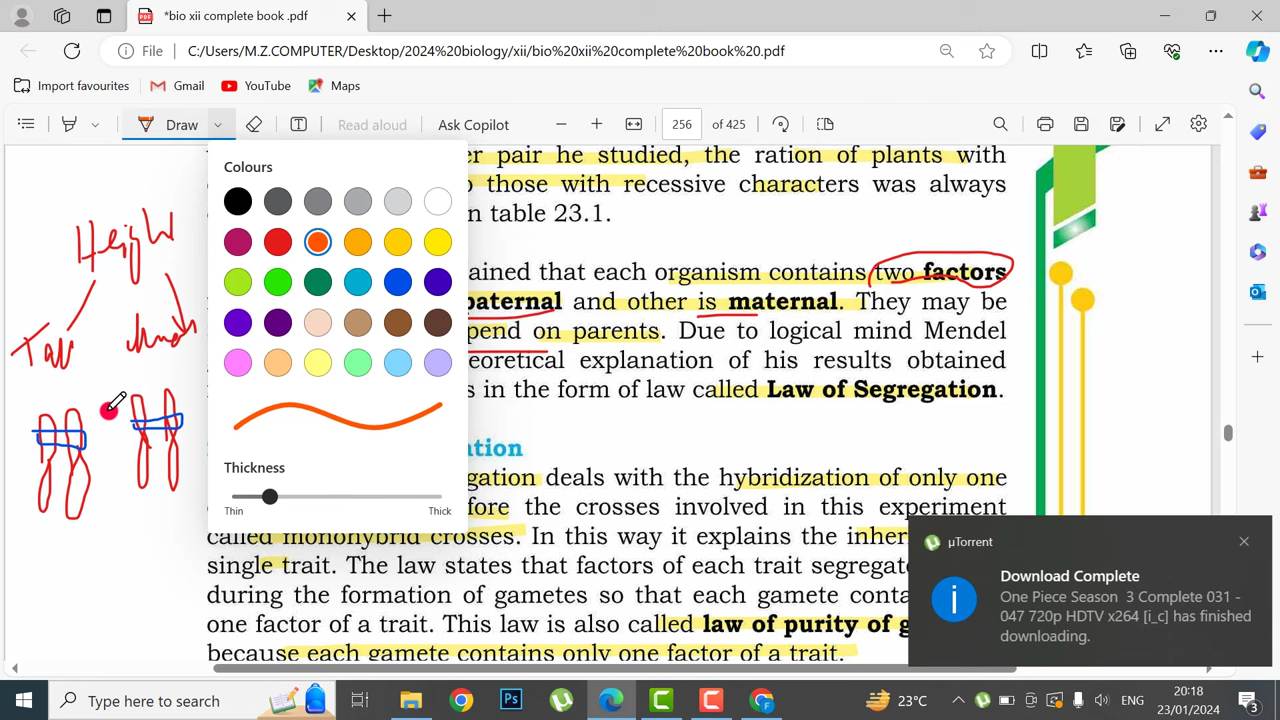 *bio xii complete book .pdf
File
C:/Users/M.Z.COMPUTER/Desktop/2024%20biology/xii/bio%20xii%20complete%20book%20.pdf
Import favourites
Gmail
YouTube
Maps
Draw
Read aloud
Ask Copilot
256
of 425
Colours
Thickness
Thin
Thick
er pair he studied, the ration of plants with
those with recessive characters was always
n table 23.1.
ained that each organism contains two factors
paternal and other is maternal. They may be
pend on parents. Due to logical mind Mendel
eoretical explanation of his results obtained
s in the form of law called Law of Segregation.
ation
gation deals with the hybridization of only one
fore the crosses involved in this experiment
called monohybrid crosses. In this way it explains the inher
single trait. The law states that factors of each trait segregat
during the formation of gametes so that each gamete conta
one factor of a trait. This law is also called law of purity of g
because each gamete contains only one factor of a trait.
Height
Tall
µTorrent
Download Complete
One Piece Season 3 Complete 031 -
047 720p HDTV x264 [i_c] has finished
downloading.
Type here to search
Ps
23°C
ENG
20:18
23/01/2024
3